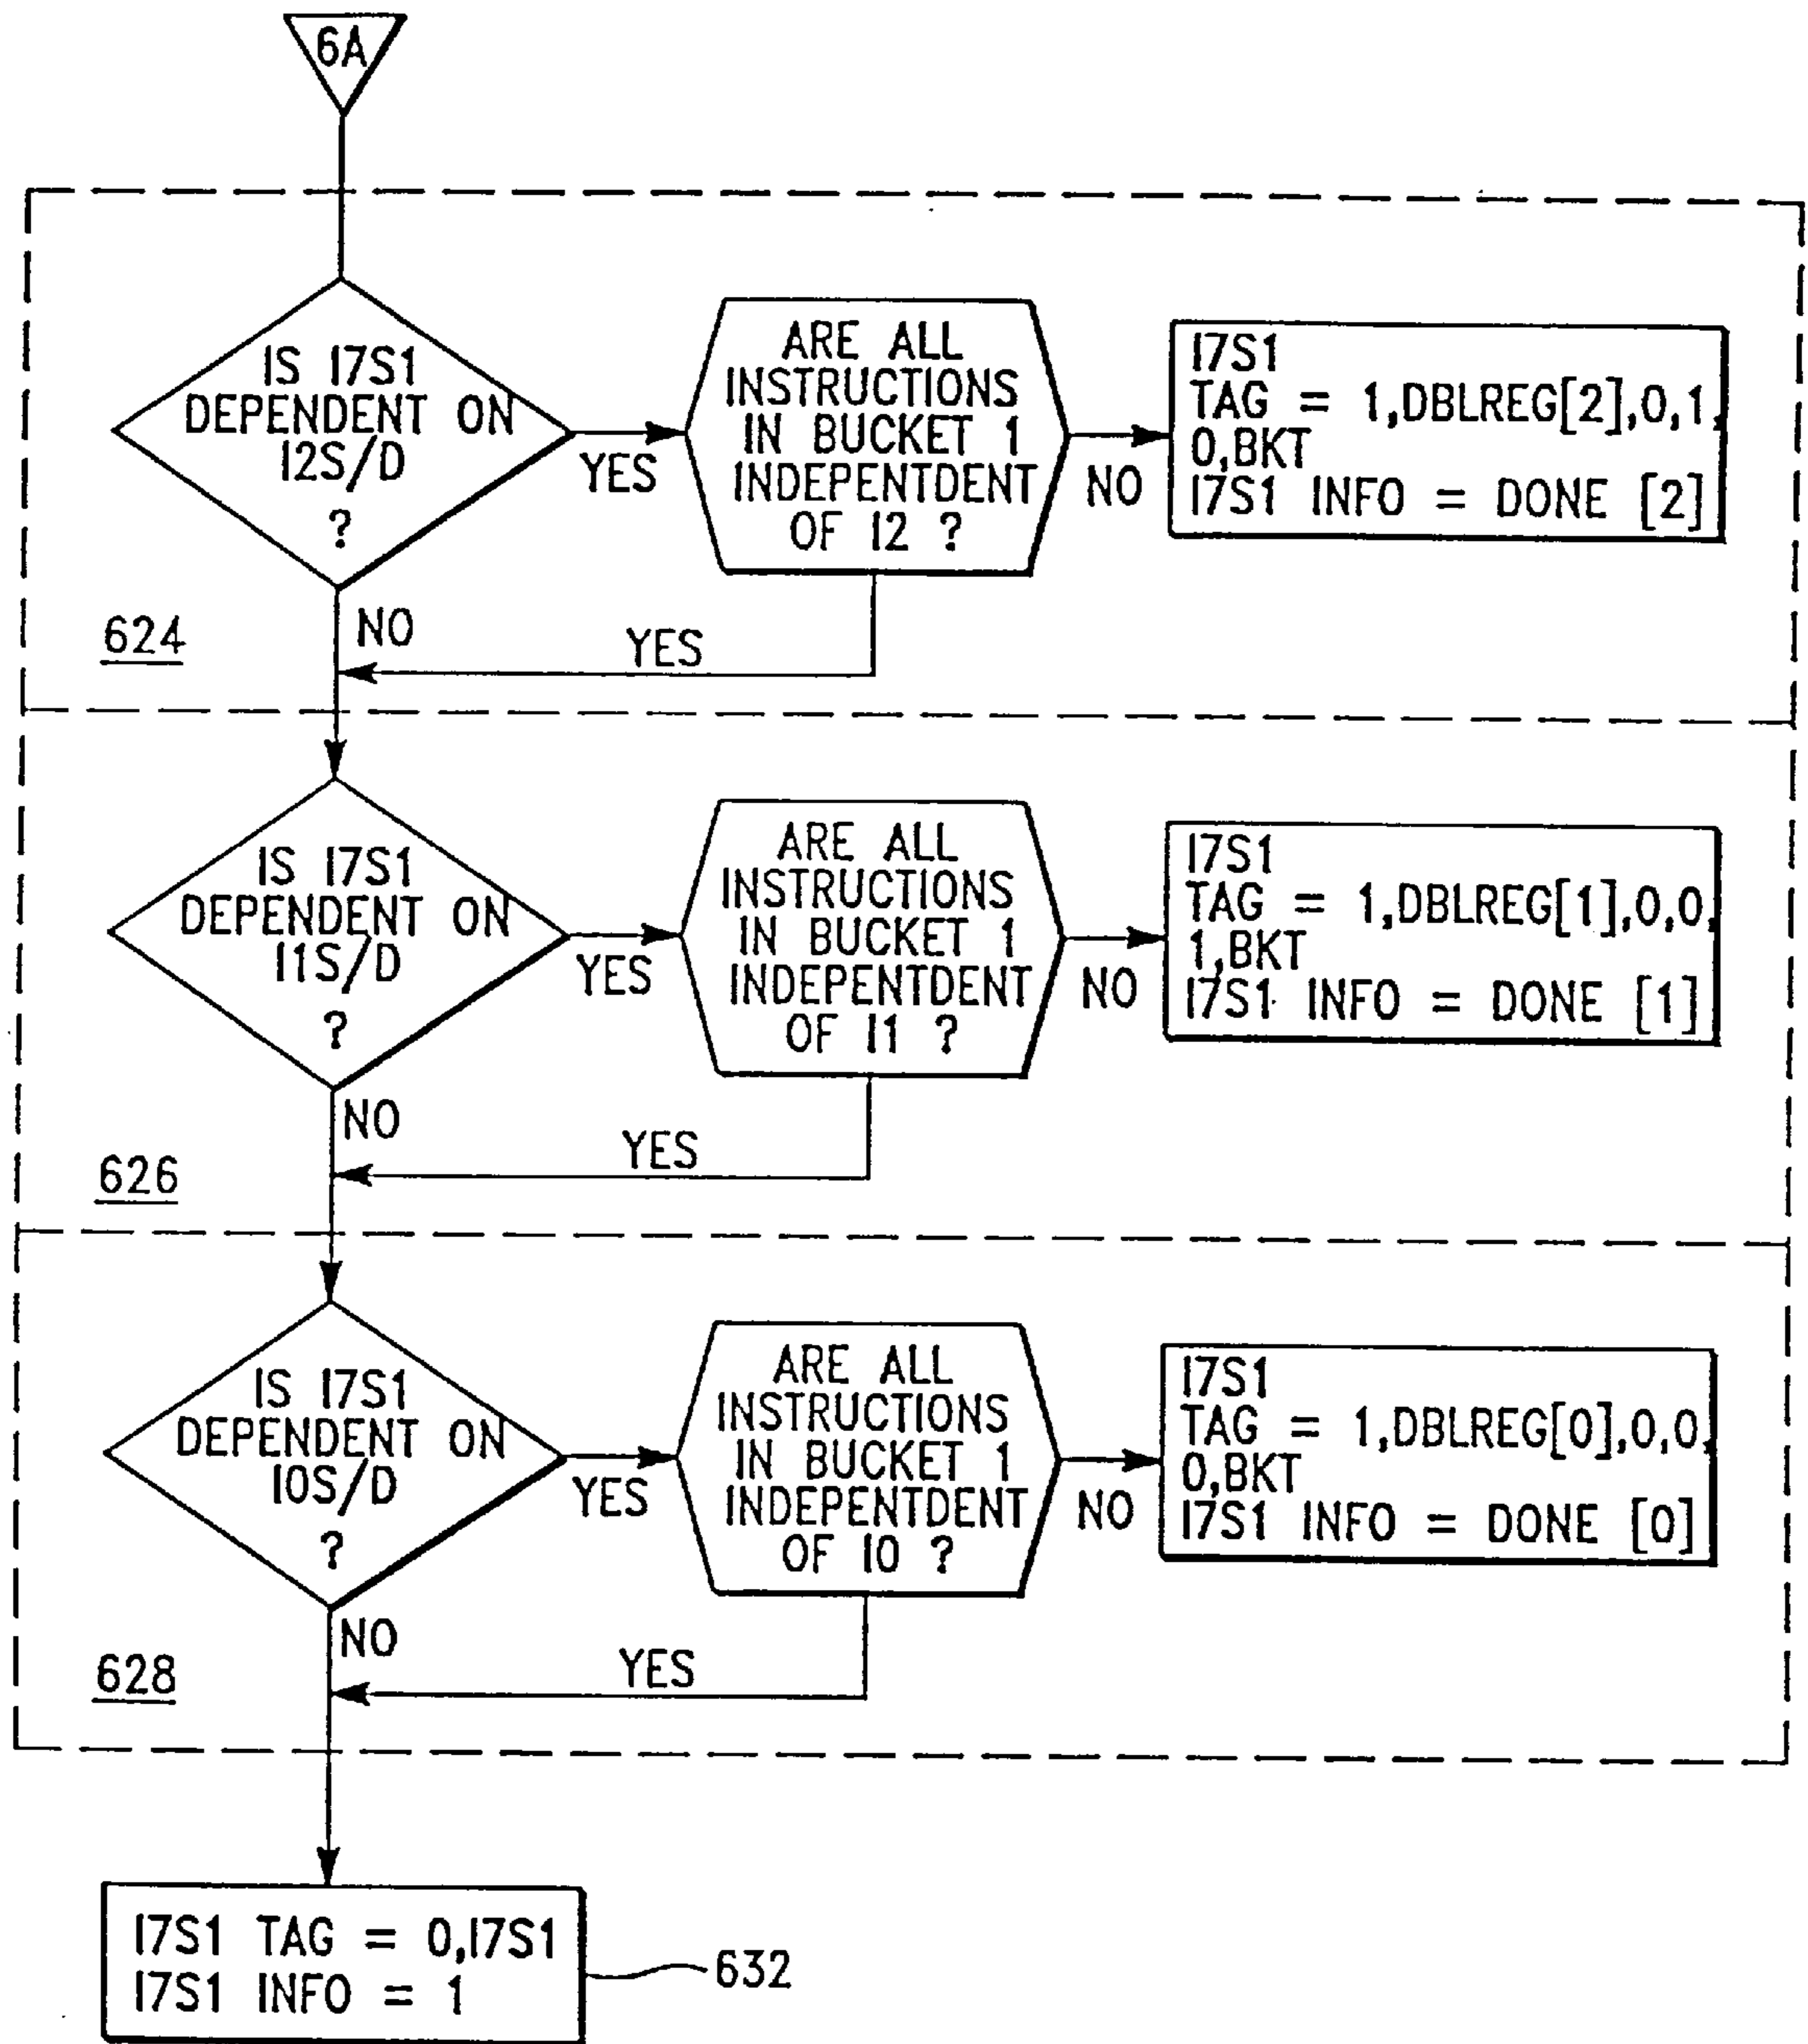 6A
IS I7S1
DEPENDENT ON
I2S/D
?
YES
NO
ARE ALL
INSTRUCTIONS
IN BUCKET 1
INDEPENTDENT
OF I2 ?
NO
YES
I7S1
TAG = 1,DBLREG[2],0,1,
0,BKT
I7S1 INFO = DONE [2]
624
IS I7S1
DEPENDENT ON
I1S/D
?
YES
NO
ARE ALL
INSTRUCTIONS
IN BUCKET 1
INDEPENTDENT
OF I1 ?
NO
YES
I7S1
TAG = 1,DBLREG[1],0,0,
1,BKT
I7S1 INFO = DONE [1]
626
IS I7S1
DEPENDENT ON
I0S/D
?
YES
NO
ARE ALL
INSTRUCTIONS
IN BUCKET 1
INDEPENTDENT
OF I0 ?
NO
YES
I7S1
TAG = 1,DBLREG[0],0,0,
0,BKT
I7S1 INFO = DONE [0]
628
I7S1 TAG = 0,I7S1
I7S1 INFO = 1
632